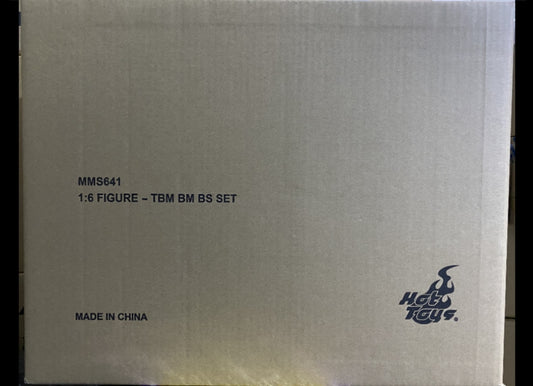 MMS641
1:6 FIGURE – TBM BM BS SET
MADE IN CHINA
Hot
Toys.